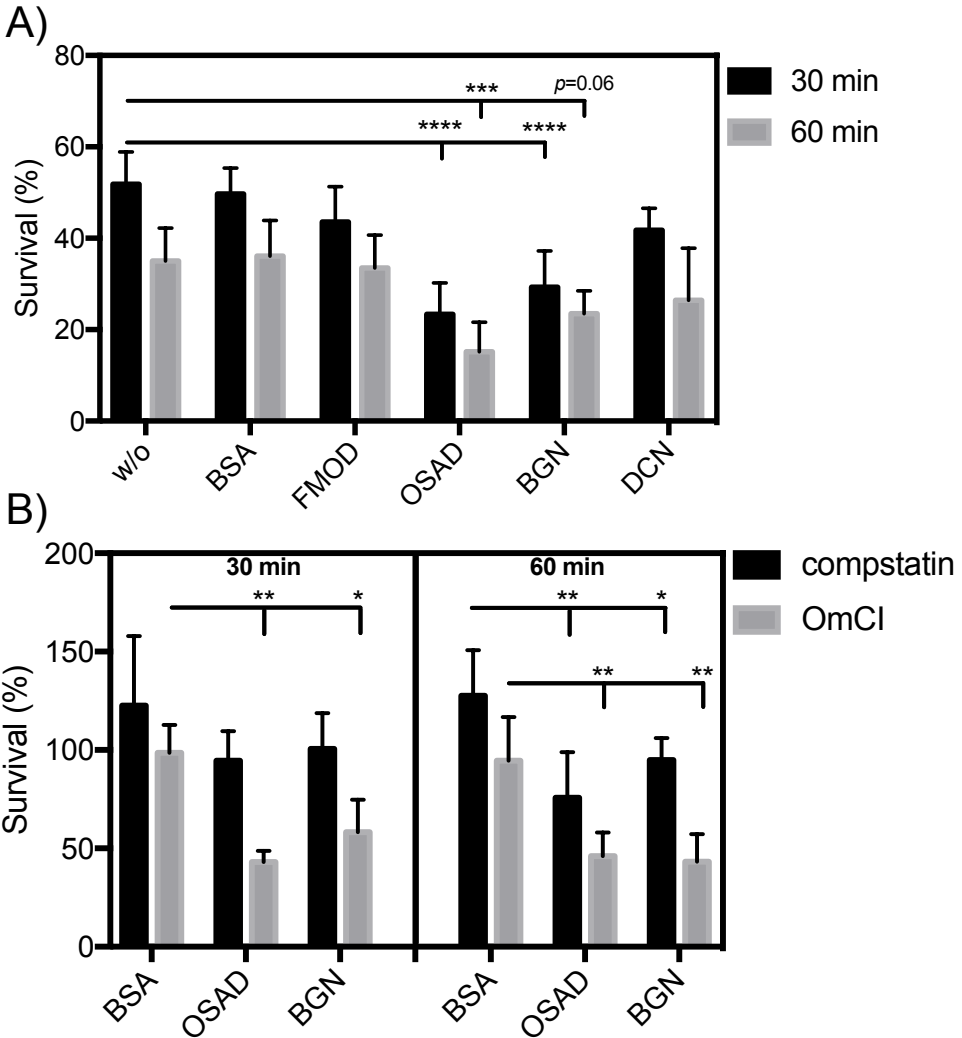 A)
80
60
40
20
0
Survival (%)
*** p=0.06
**** ****
30 min
60 min
w/o BSA FMOD OSAD BGN DCN
B)
200
150
100
50
0
Survival (%)
30 min 60 min
** * ** *
** **
compstatin
OmCI
BSA OSAD BGN BSA OSAD BGN